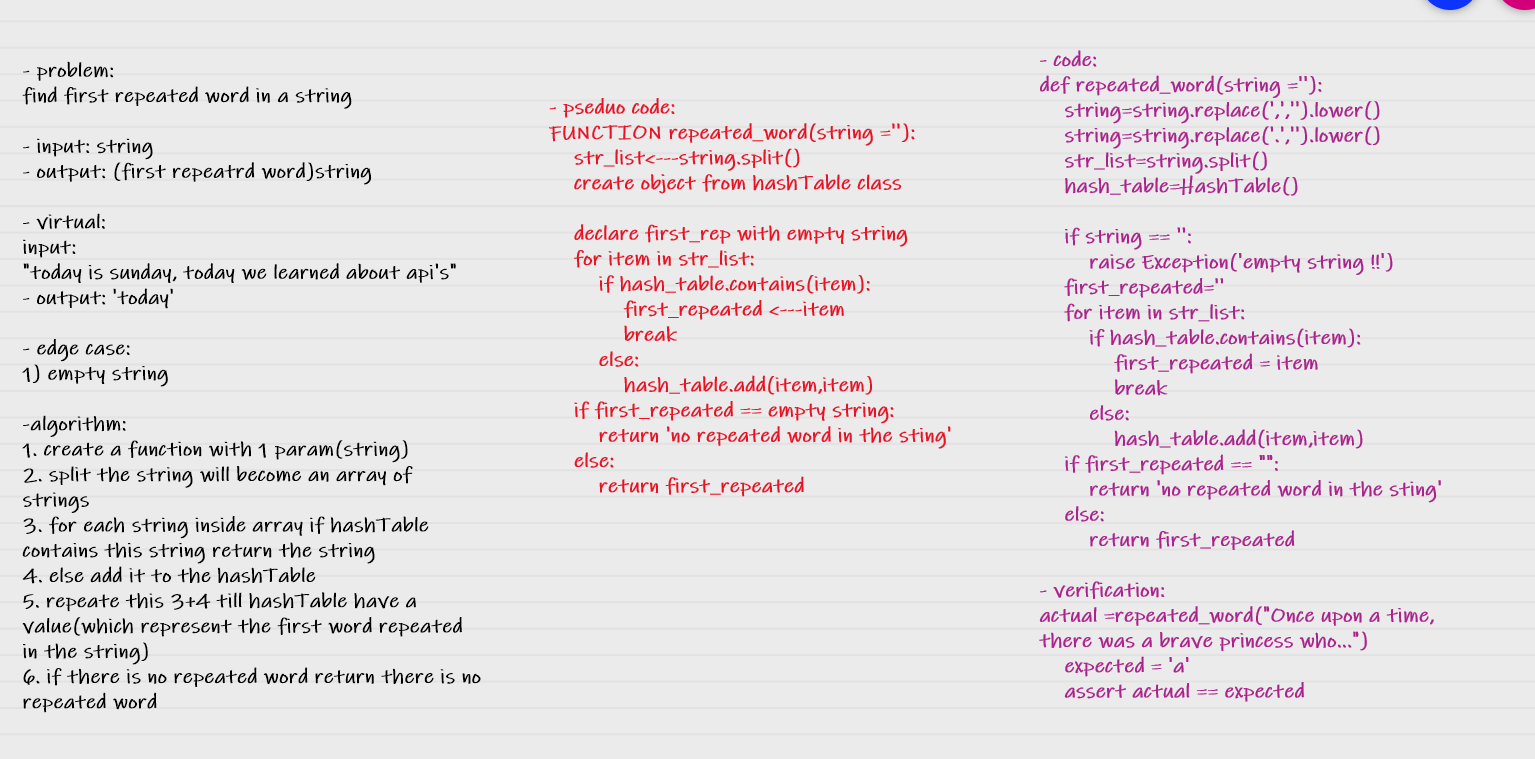 - problem:
find first repeated word in a string
- input: string
- output: (first repeatrd word)string
- virtual:
input:
"today is sunday, today we learned about api's"
- output: 'today'
- edge case:
1) empty string
-algorithm:
1. create a function with 1 param(string)
2. split the string will become an array of
strings
3. for each string inside array if hashTable
contains this string return the string
4. else add it to the hashTable
5. repeate this 3+4 till hashTable have a
value(which represent the first word repeated
in the string)
6. if there is no repeated word return there is no
repeated word
- pseduo code:
FUNCTION repeated_word(string =''):
str_list<---string.split()
create object from hashTable class
declare first_rep with empty string
for item in str_list:
if hash_table.contains(item):
first_repeated <---item
break
else:
hash_table.add(item,item)
if first_repeated == empty string:
return 'no repeated word in the sting'
else:
return first_repeated
- code:
def repeated_word(string =''):
string=string.replace(',','').lower()
string=string.replace('.','').lower()
str_list=string.split()
hash_table=HashTable()
if string == '':
raise Exception('empty string !!')
first_repeated=''
for item in str_list:
if hash_table.contains(item):
first_repeated = item
break
else:
hash_table.add(item,item)
if first_repeated == "":
return 'no repeated word in the sting'
else:
return first_repeated
- verification:
actual =repeated_word("Once upon a time,
there was a brave princess who...")
expected = 'a'
assert actual == expected